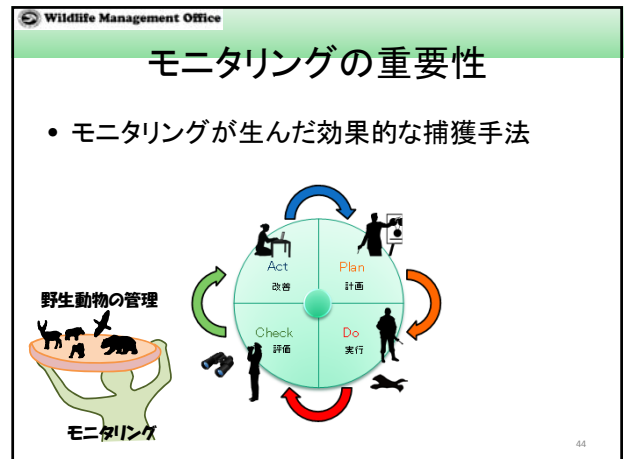 Wildlife Management Office
モニタリングの重要性
• モニタリングが生んだ効果的な捕獲手法
Act
改善
Plan
計画
Check
評価
Do
実行
野生動物の管理
モニタリング
44